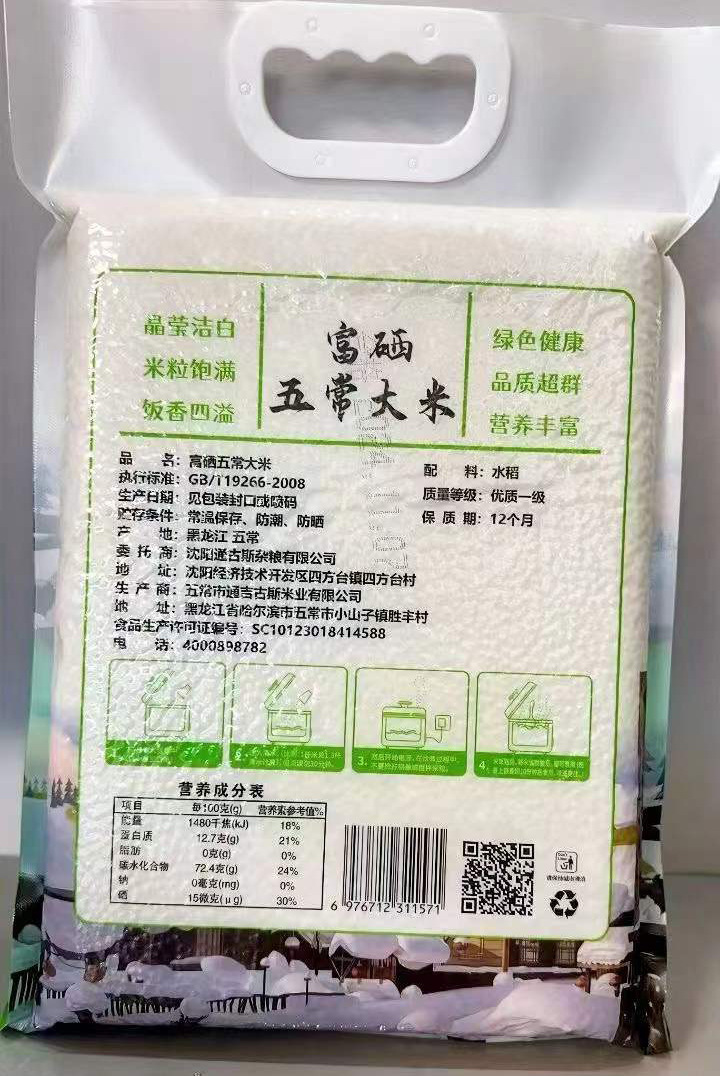 晶莹洁白
米粒饱满
饭香四溢
富硒
五常大米
绿色健康
品质超群
营养丰富
品 名：富硒五常大米
执行标准：GB/T19266-2008
生产日期：见包装封口或喷码
贮存条件：常温保存、防潮、防晒
产 地：黑龙江 五常
委 托 商：沈阳通古斯杂粮有限公司
地 址：沈阳经济技术开发区四方台镇四方台村
生 产 商：五常市通吉古斯米业有限公司
地 址：黑龙江省哈尔滨市五常市小山子镇胜丰村
食品生产许可证编号：SC10123018414588
电 话：4000898782
配 料：水稻
质量等级：优质一级
保 质 期：12个月
3.
4.
营养成分表
项目 每100克(g) 营养素参考值%
能量 1480千焦(kJ) 18%
蛋白质 12.7克(g) 21%
脂肪 0克(g) 0%
碳水化合物 72.4克(g) 24%
钠 0毫克(mg) 0%
硒 15微克(μg) 30%
6 976712 311571